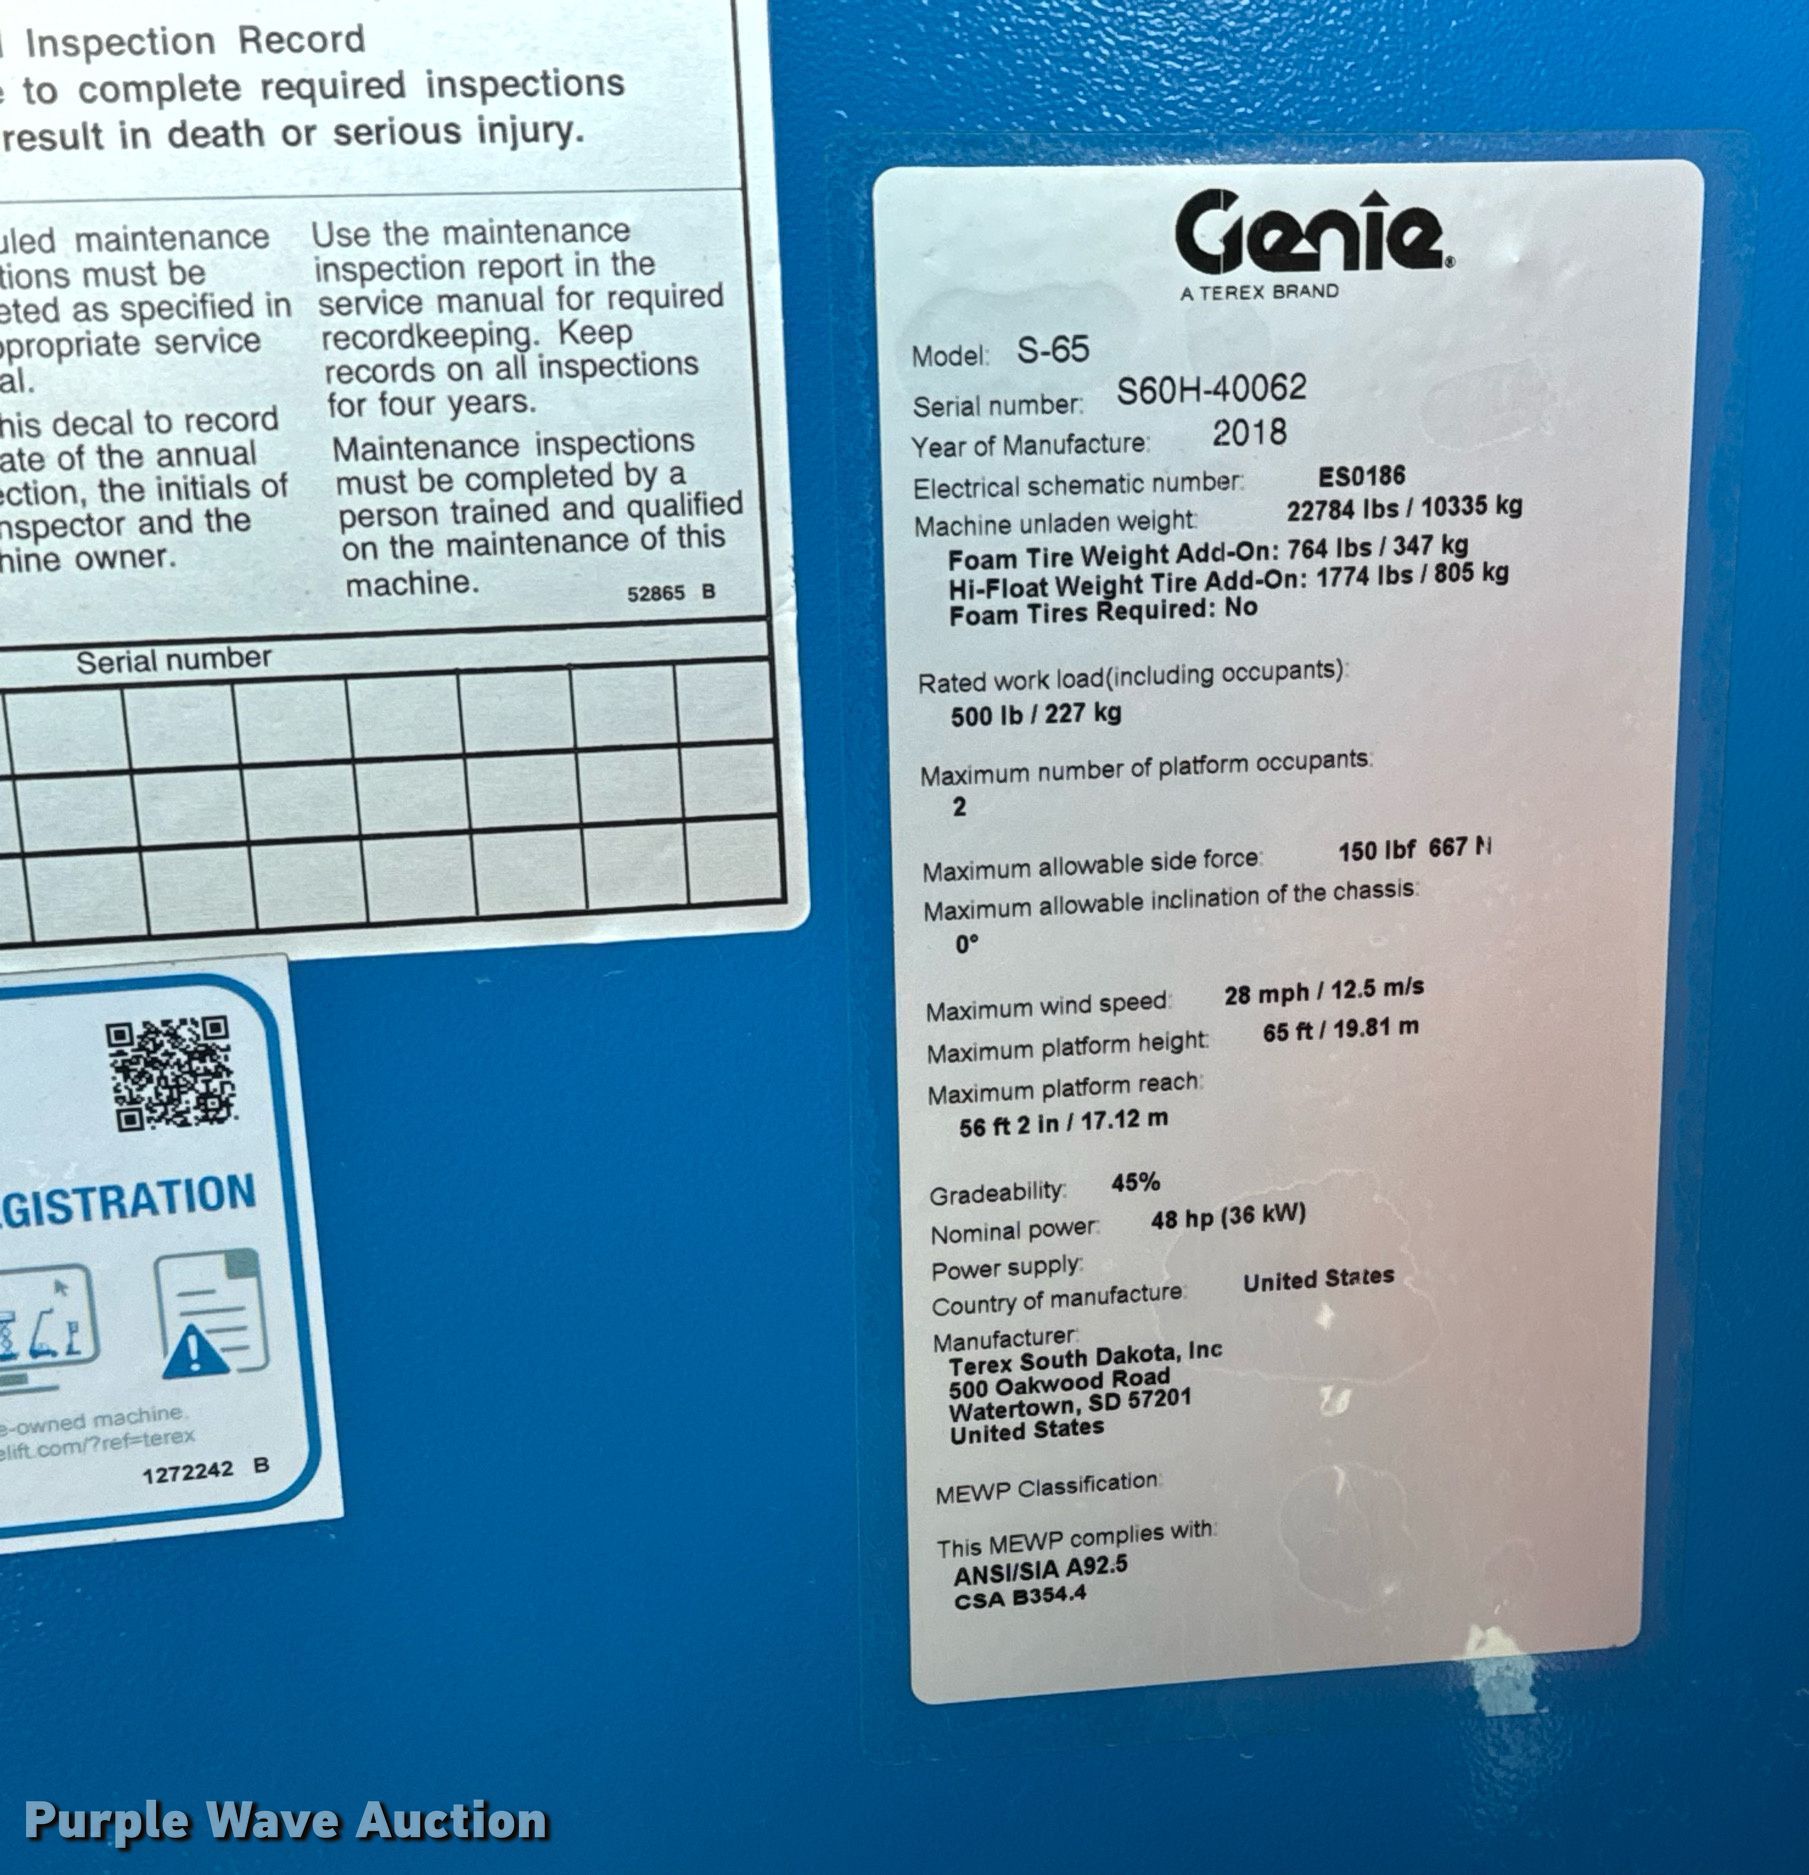 Inspection Record
to complete required inspections
result in death or serious injury.
maintenance
tions must be
eted as specified in
ppropriate service
al.
his decal to record
ate of the annual
ection, the initials of
nspector and the
hine owner.
Use the maintenance
inspection report in the
service manual for required
recordkeeping. Keep
records on all inspections
for four years.
Maintenance inspections
must be completed by a
person trained and qualified
on the maintenance of this
machine.
52865 B
Serial number
GISTRATION
e-owned machine.
elift.com/?ref=terex
1272242 B
Genie®
A TEREX BRAND
Model: S-65
Serial number: S60H-40062
Year of Manufacture: 2018
Electrical schematic number: ES0186
Machine unladen weight: 22784 lbs / 10335 kg
Foam Tire Weight Add-On: 764 lbs / 347 kg
Hi-Float Weight Tire Add-On: 1774 lbs / 805 kg
Foam Tires Required: No
Rated work load(including occupants):
500 lb / 227 kg
Maximum number of platform occupants:
2
Maximum allowable side force: 150 lbf 667 N
Maximum allowable inclination of the chassis:
0°
Maximum wind speed: 28 mph / 12.5 m/s
Maximum platform height: 65 ft / 19.81 m
Maximum platform reach:
56 ft 2 in / 17.12 m
Gradeability: 45%
Nominal power: 48 hp (36 kW)
Power supply:
Country of manufacture: United States
Manufacturer:
Terex South Dakota, Inc
500 Oakwood Road
Watertown, SD 57201
United States
MEWP Classification:
This MEWP complies with:
ANSI/SIA A92.5
CSA B354.4
Purple Wave Auction